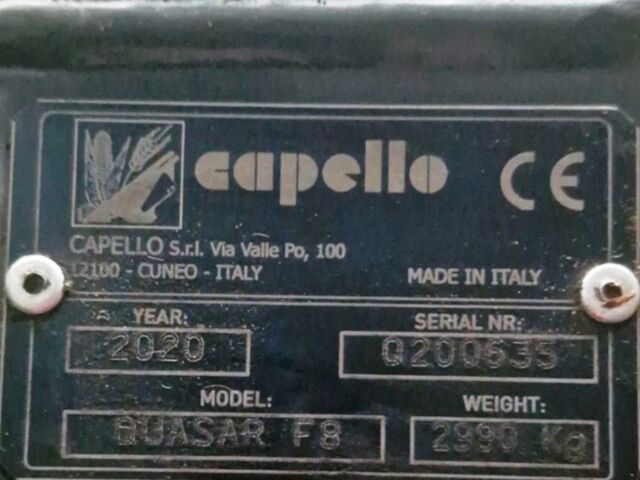 capello CE
CAPELLO S.r.l. Via Valle Po, 100
12100 - CUNEO - ITALY MADE IN ITALY
YEAR: SERIAL NR:
2020 Q200635
MODEL: WEIGHT:
QUASAR F8 2990 Kg